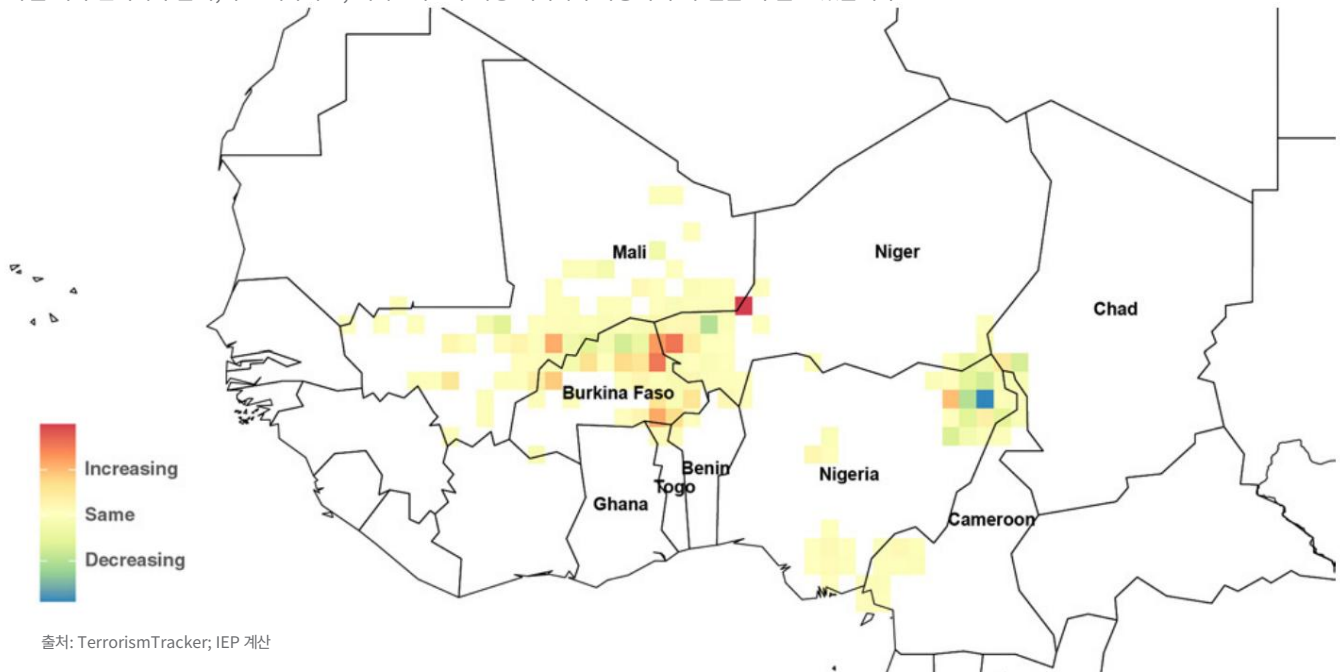 Mali
Niger
Chad
Burkina Faso
Increasing
Benin
Nigeria
Togo
Ghana
Same
Cameroon
Decreasing
출처: TerrorismTracker; IEP 계산